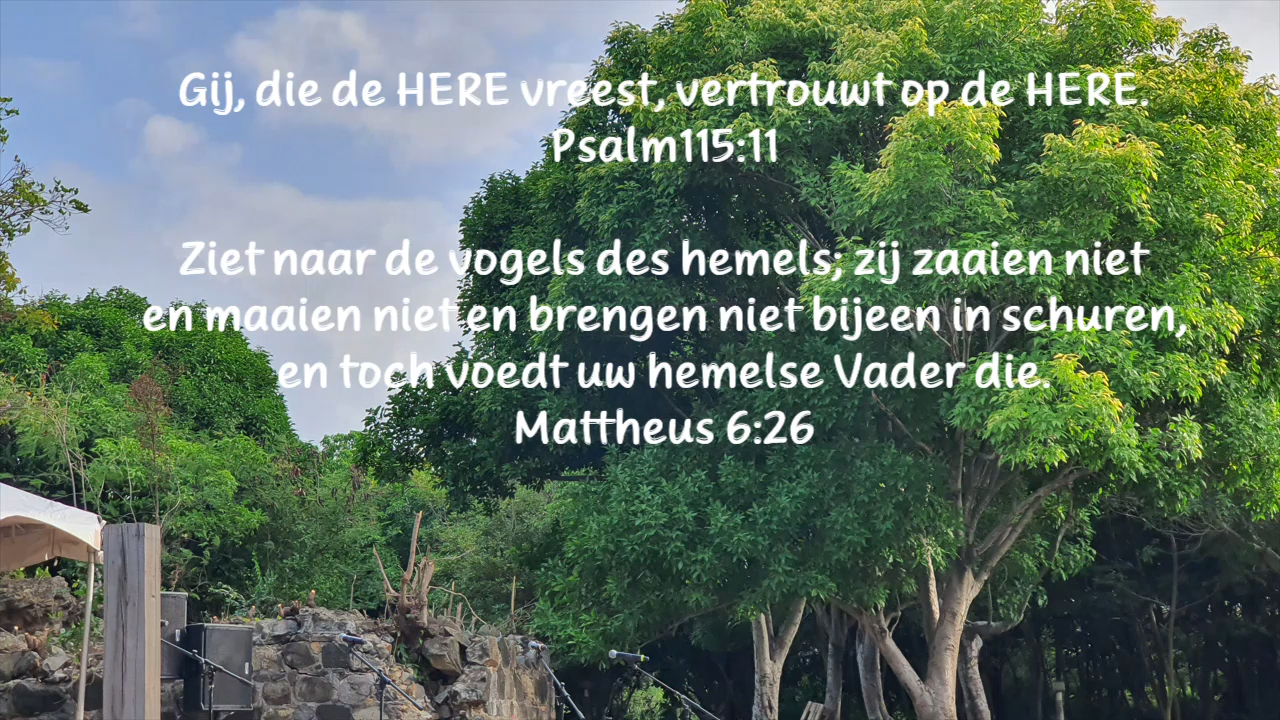 Gij, die de HERE vreest, vertrouwt op de HERE.
Psalm115:11
Ziet naar de vogels des hemels; zij zaaien niet
en maaien niet en brengen niet bijeen in schuren,
en toch voedt uw hemelse Vader die.
Mattheus 6:26